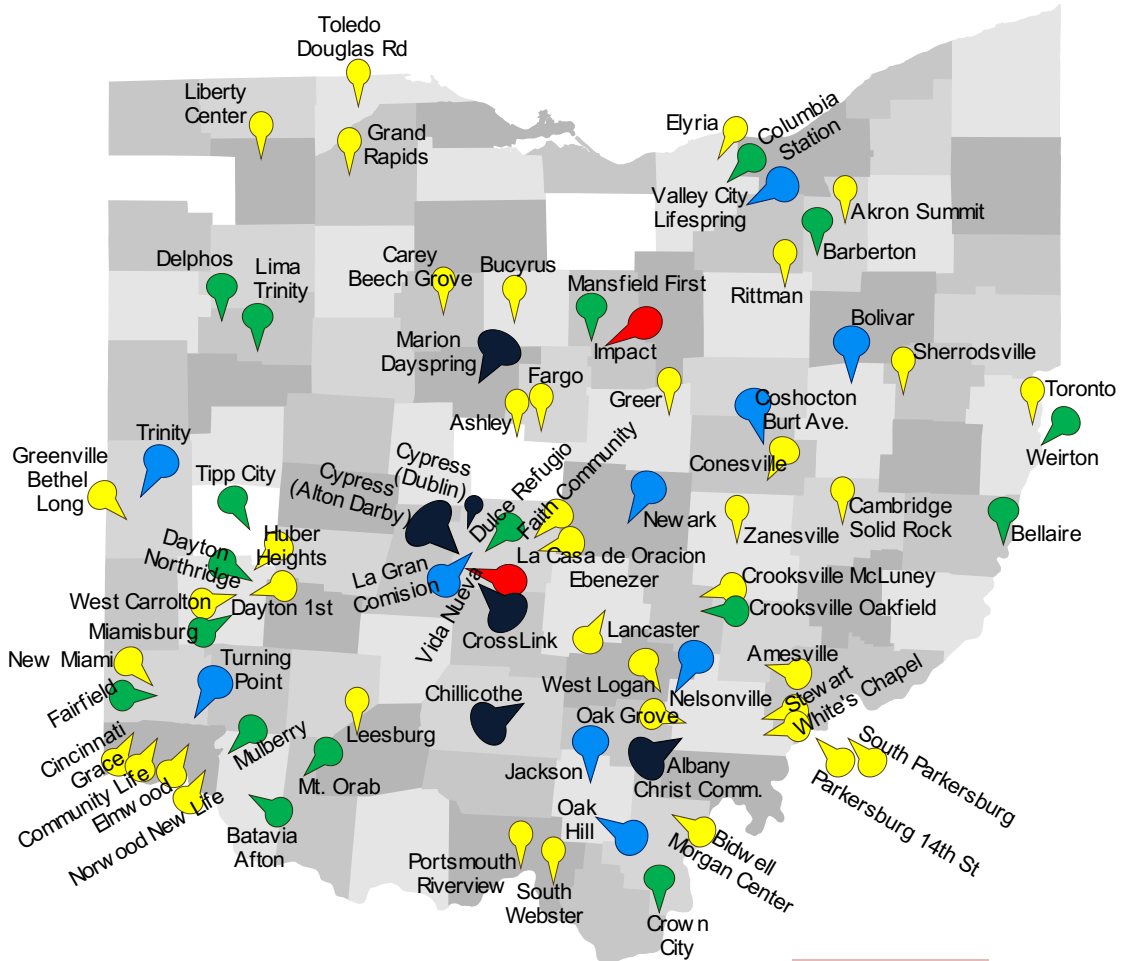 Toledo
Douglas Rd
Liberty
Center
Grand
Rapids
Elyria
Columbia
Station
Valley City
Lifespring
Akron Summit
Barberton
Rittman
Delphos
Lima
Trinity
Carey
Beech Grove
Bucyrus
Mansfield First
Impact
Marion
Dayspring
Bolivar
Sherrodsville
Fargo
Ashley
Greer
Coshocton
Burt Ave.
Conesville
Toronto
Weirton
Trinity
Greenville
Bethel
Long
Tipp City
Cypress
(Dublin)
Cypress
(Alton Darby)
Dulce Refugio
Faith Community
Newark
Zanesville
Cambridge
Solid Rock
Bellaire
Huber
Heights
Dayton
Northridge
La Gran
Comision
La Casa de Oracion
Ebenezer
Vida Nueva
CrossLink
West Carrolton
Dayton 1st
Miamisburg
Crooksville McLuney
Crooksville Oakfield
Lancaster
New Miami
Turning
Point
Fairfield
Chillicothe
West Logan
Nelsonville
Amesville
Stewart
White's Chapel
Oak Grove
Leesburg
Mulberry
Mt. Orab
Cincinnati
Grace
Community Life
Elmwood
Norwood New Life
Batavia
Afton
Jackson
Albany
Christ Comm.
South Parkersburg
Parkersburg 14th St
Oak
Hill
Bidwell
Morgan Center
Portsmouth
Riverview
South
Webster
Crown
City